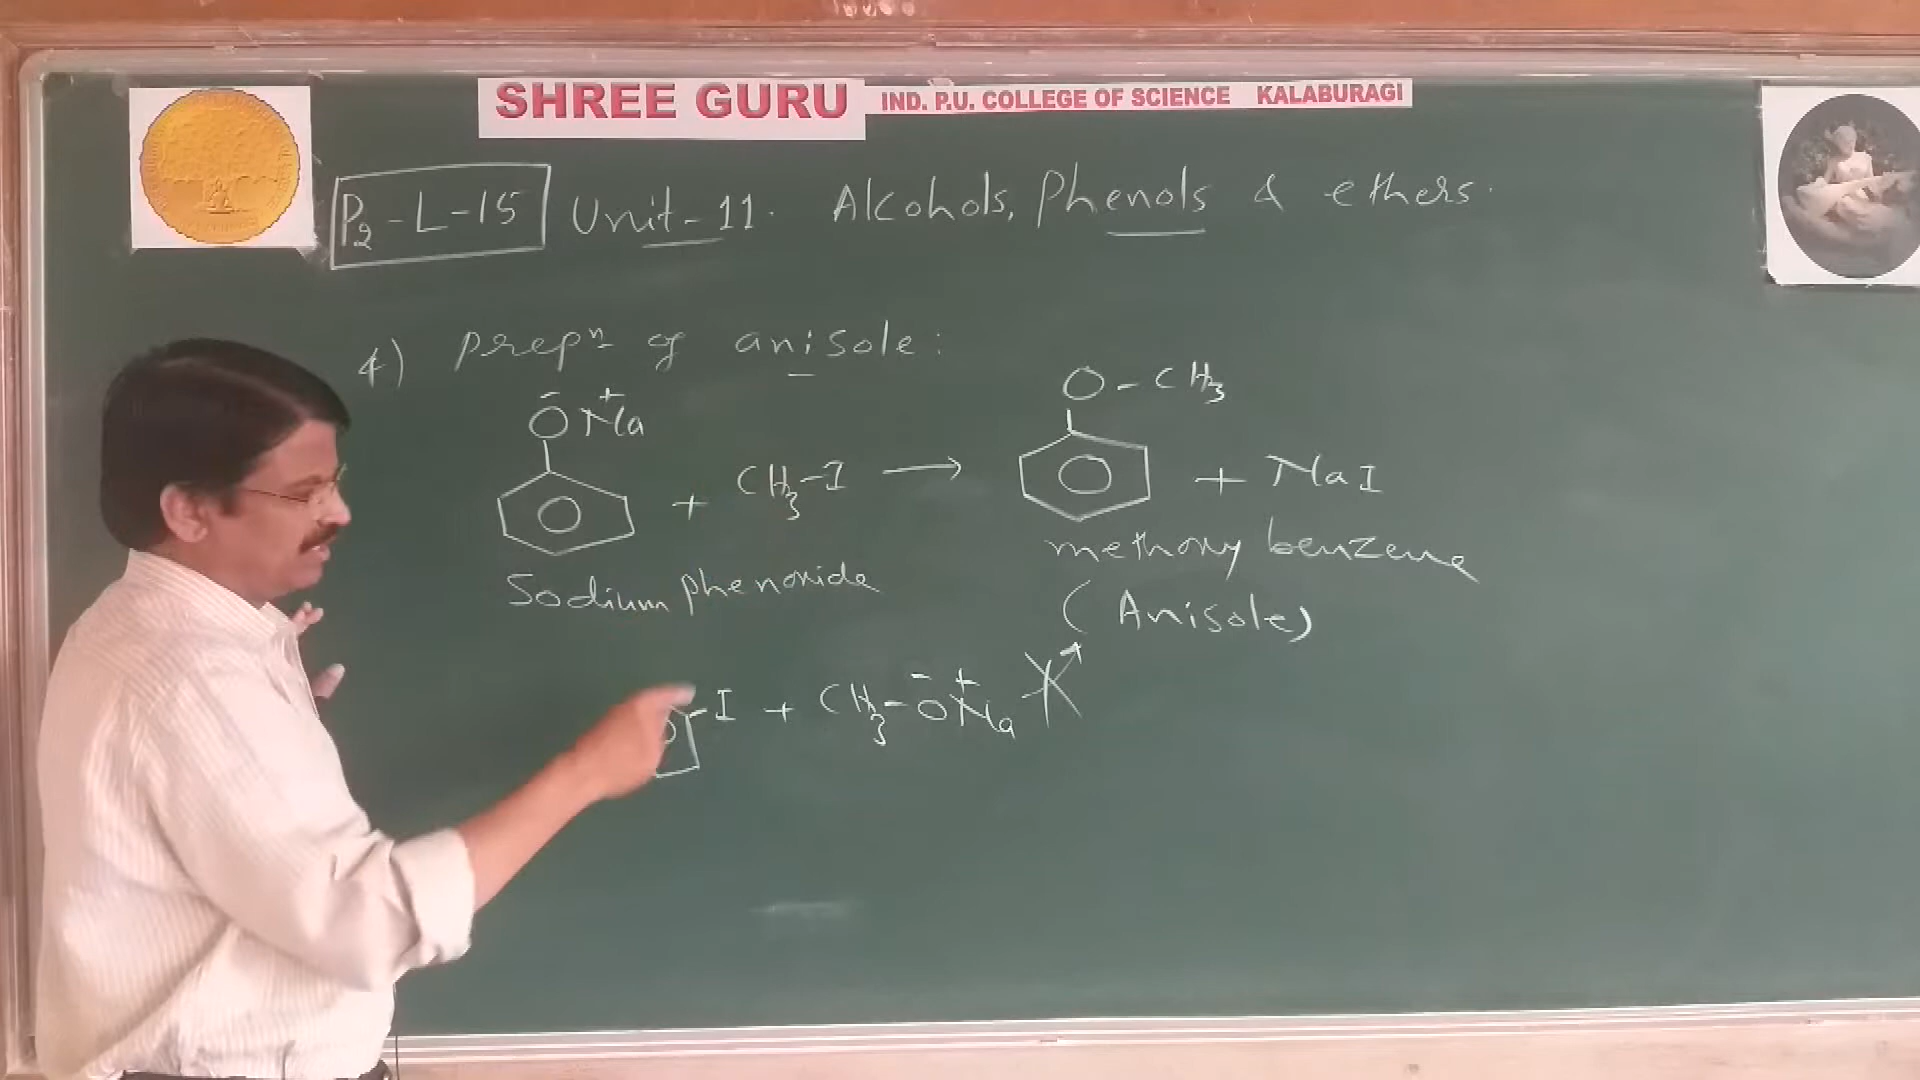 SHREE GURU IND. P.U. COLLEGE OF SCIENCE KALABURAGI
P2-L-15 Unit-11. Alcohols, Phenols & ethers.
4) prepn of anisole:
O- Na+ + CH3-I → O-CH3 + NaI
Sodium phenoxide
methoxy benzene
(Anisole)
I + CH3-O- Na+